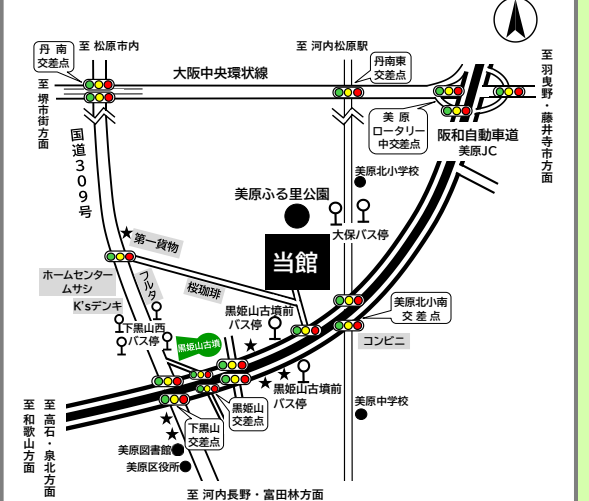 至 松原市内
至 河内松原駅
丹 南
交差点
丹南東
交差点
大阪中央環状線
至 堺市街方面
至 羽曳野・藤井寺市方面
美 原
ロータリー
中交差点
阪和自動車道
美原JC
国道309号
美原北小学校
美原ふる里公園
大保バス停
第一貨物
当館
ホームセンター
ムサシ
K'sデンキ
フルタ
桜珈琲
下黒山西
バス停
黒姫山古墳前
バス停
美原北小南
交 差 点
コンビニ
黒姫山古墳
黒姫山古墳前
バス停
黒姫山
交差点
美原中学校
下黒山
交差点
至 和歌山方面
至 高石・泉北方面
美原図書館
美原区役所
至 河内長野・富田林方面